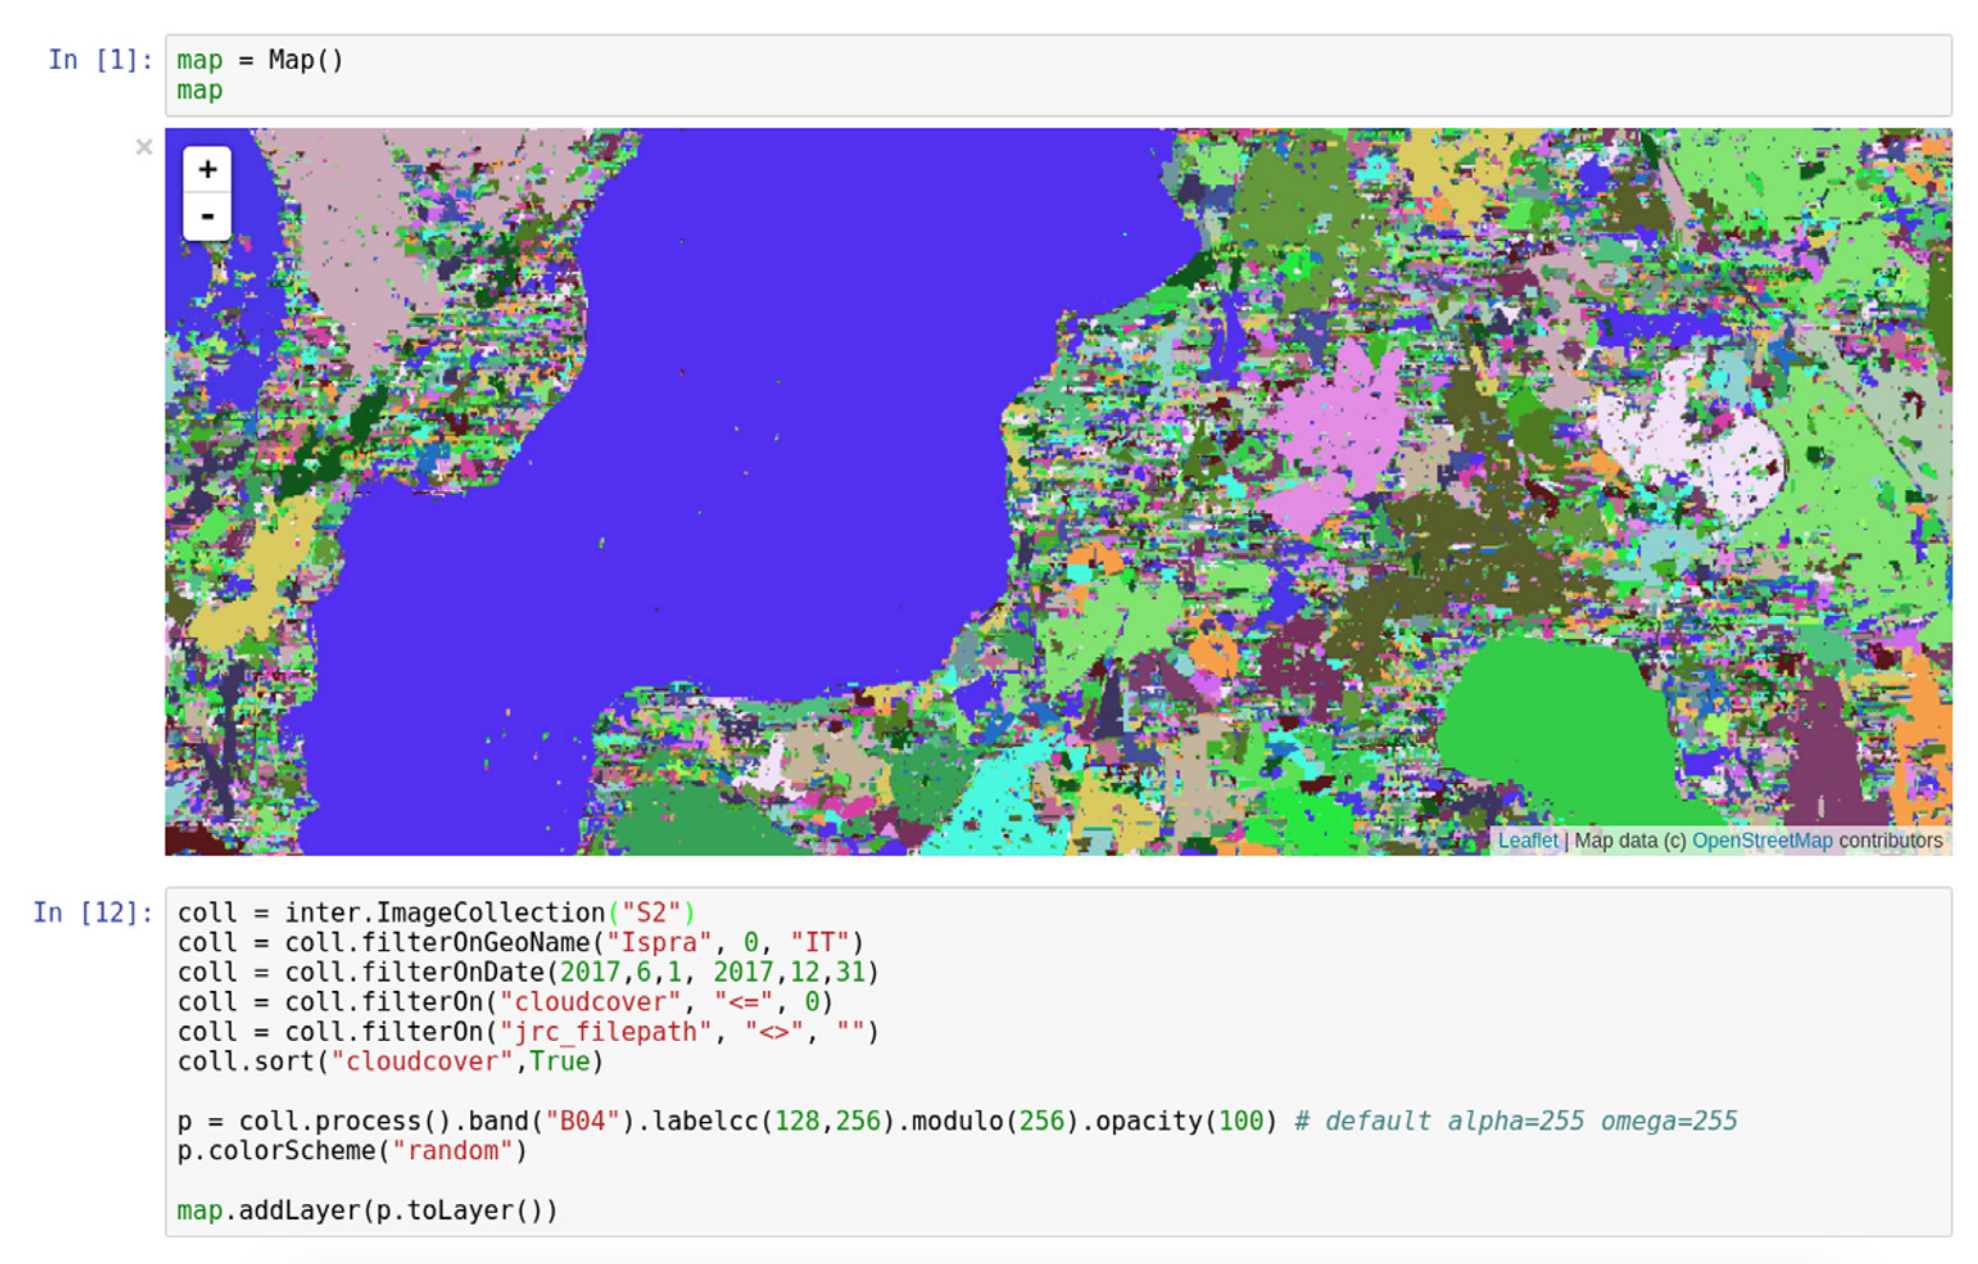 In [1]:
map = Map()
map
×
+
-
Leaflet | Map data (c) OpenStreetMap contributors
In [12]:
coll = inter.ImageCollection("S2")
coll = coll.filterOnGeoName("Ispra", 0, "IT")
coll = coll.filterOnDate(2017,6,1, 2017,12,31)
coll = coll.filterOn("cloudcover", "<=", 0)
coll = coll.filterOn("jrc_filepath", "<>", "")
coll.sort("cloudcover",True)
p = coll.process().band("B04").labelcc(128,256).modulo(256).opacity(100) # default alpha=255 omega=255
p.colorScheme("random")
map.addLayer(p.toLayer())